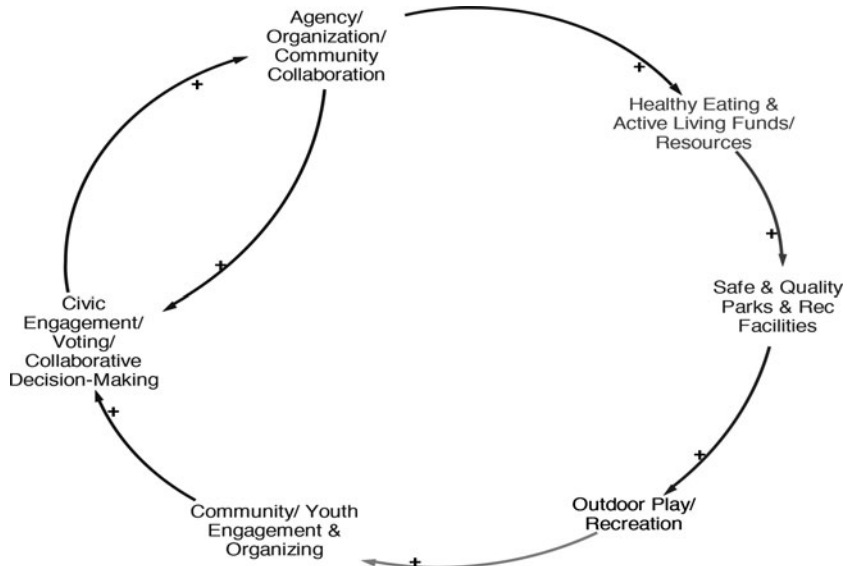 Agency/
Organization/
Community
Collaboration
+
+
Healthy Eating &
Active Living Funds/
Resources
+
+
Safe & Quality
Parks & Rec
Facilities
Civic
Engagement/
Voting/
Collaborative
Decision-Making
+
+
Outdoor Play/
Recreation
Community/ Youth
Engagement &
Organizing
+